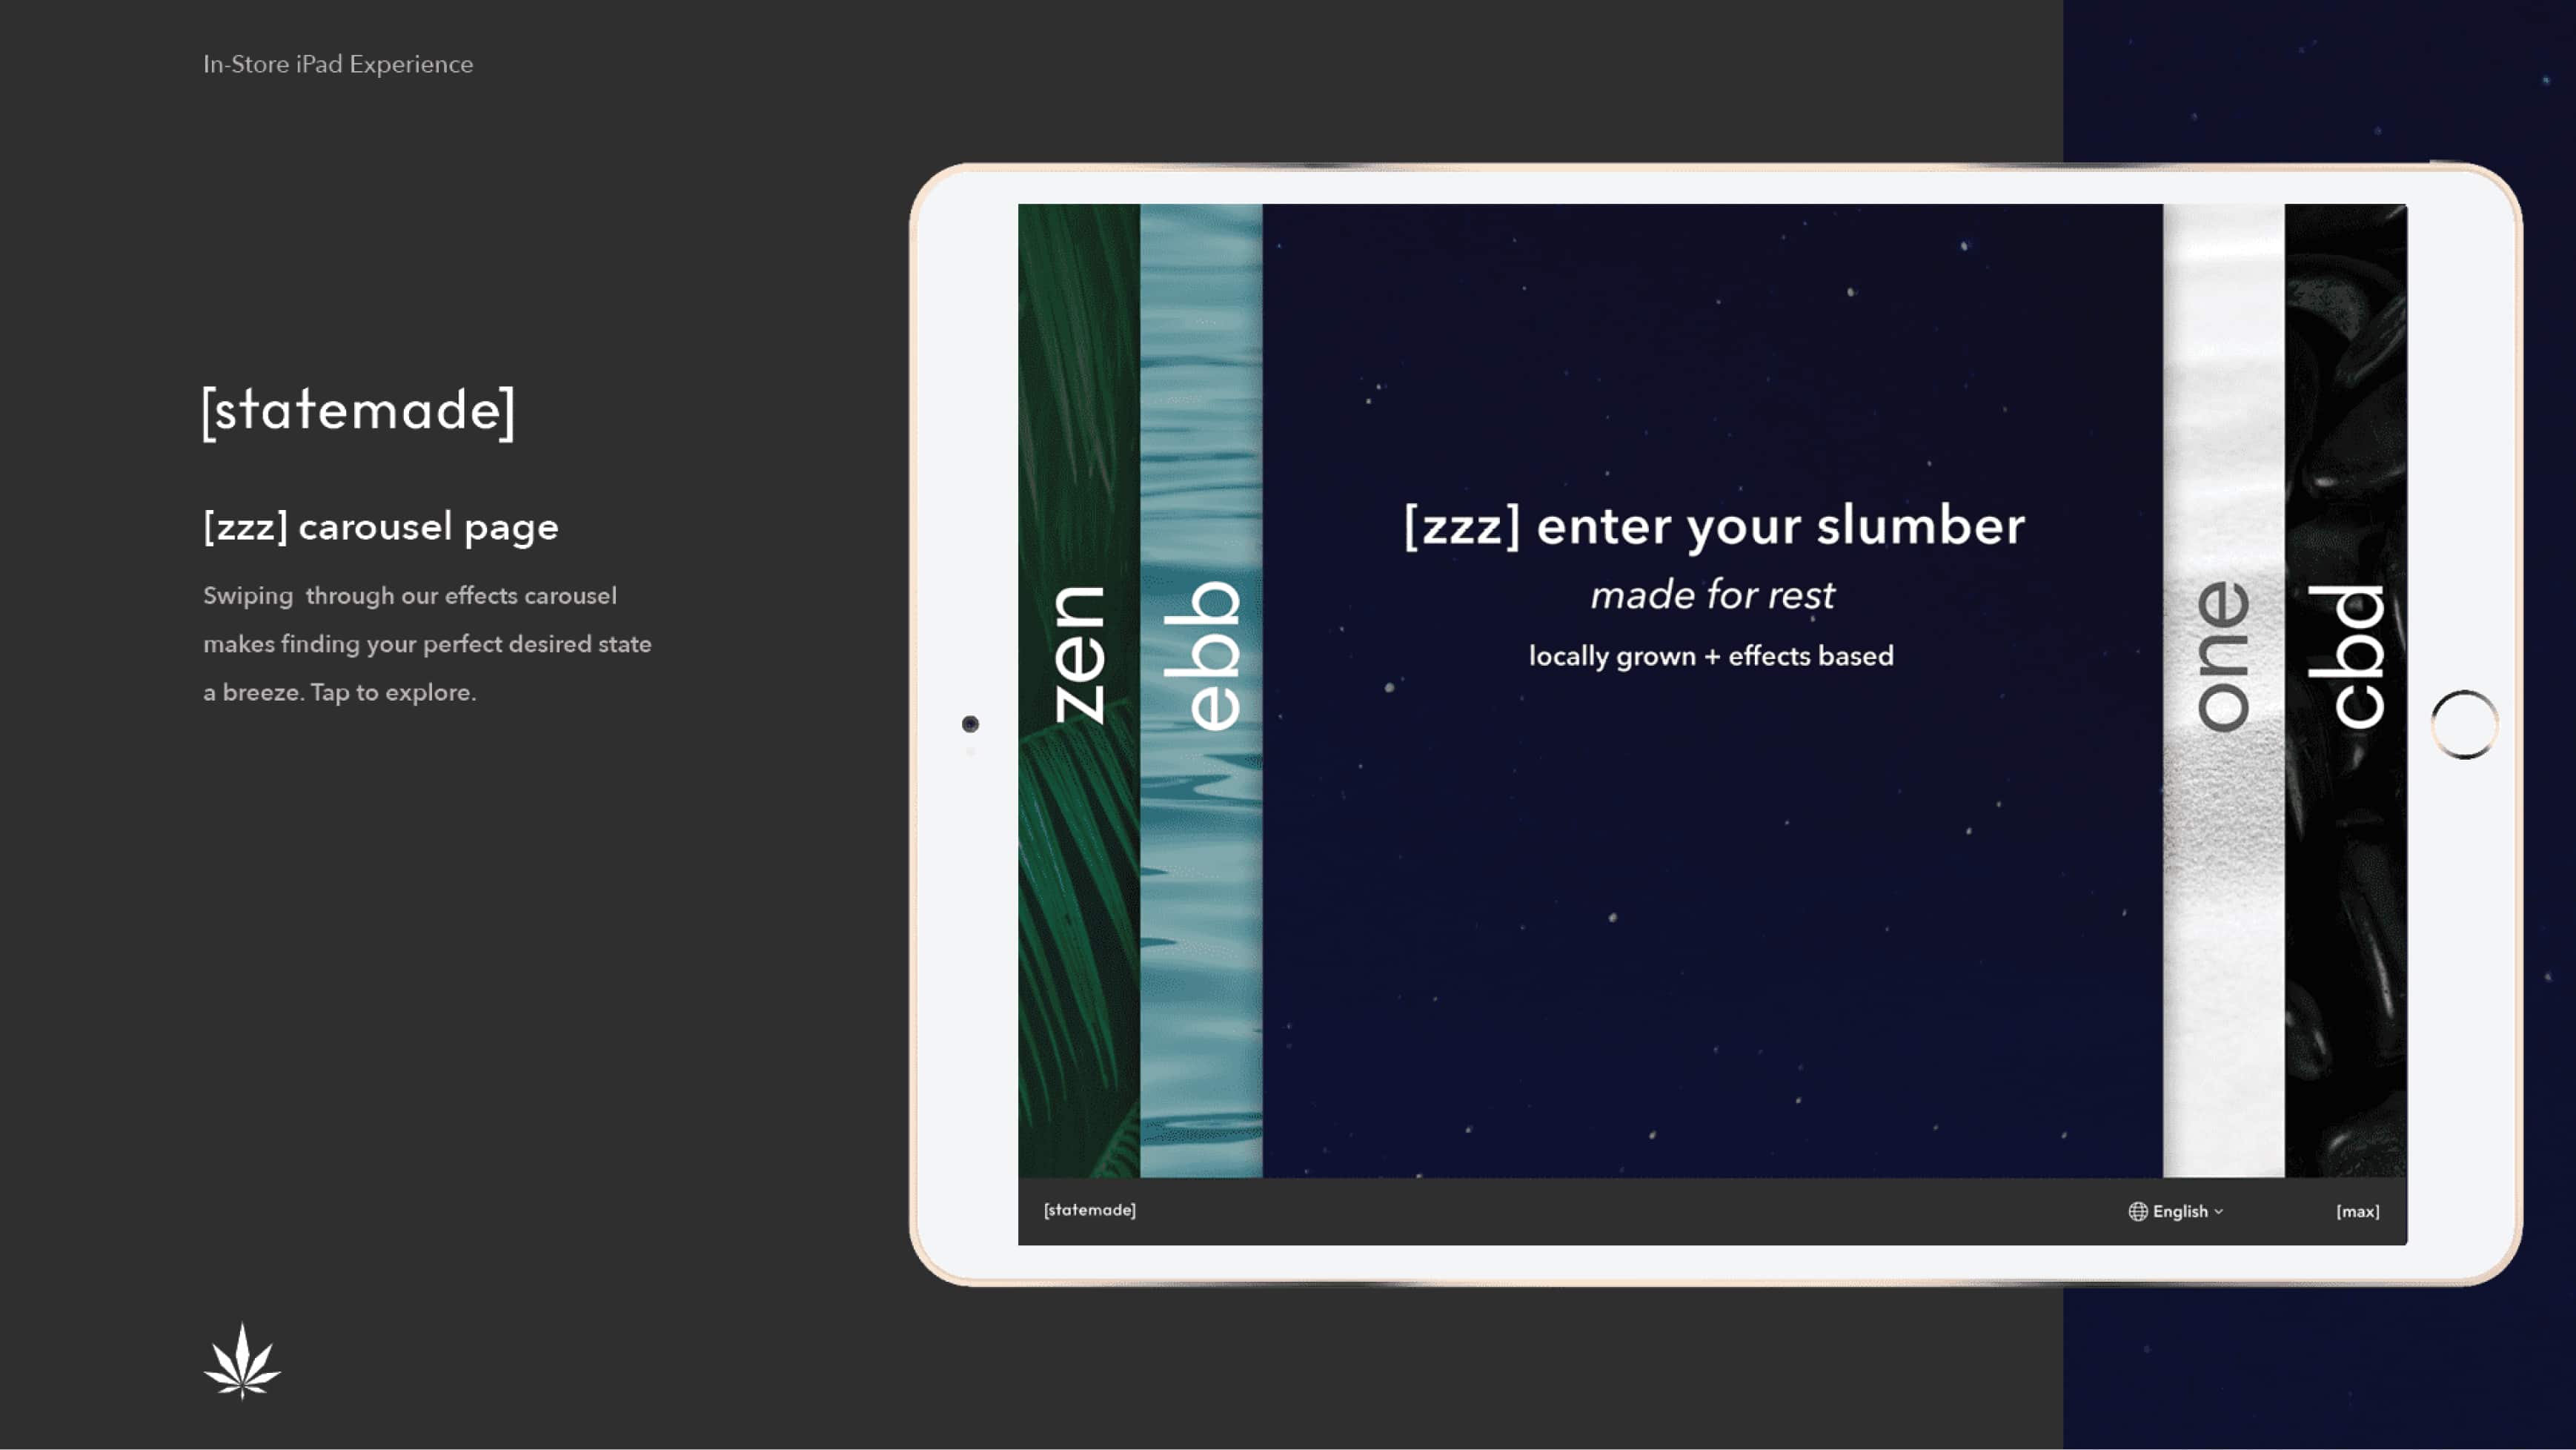 In-Store iPad Experience
[statemade]
[zzz] carousel page
Swiping through our effects carousel
makes finding your perfect desired state
a breeze. Tap to explore.
zen
ebb
[zzz] enter your slumber
made for rest
locally grown + effects based
one
cbd
[statemade]
English
[max]